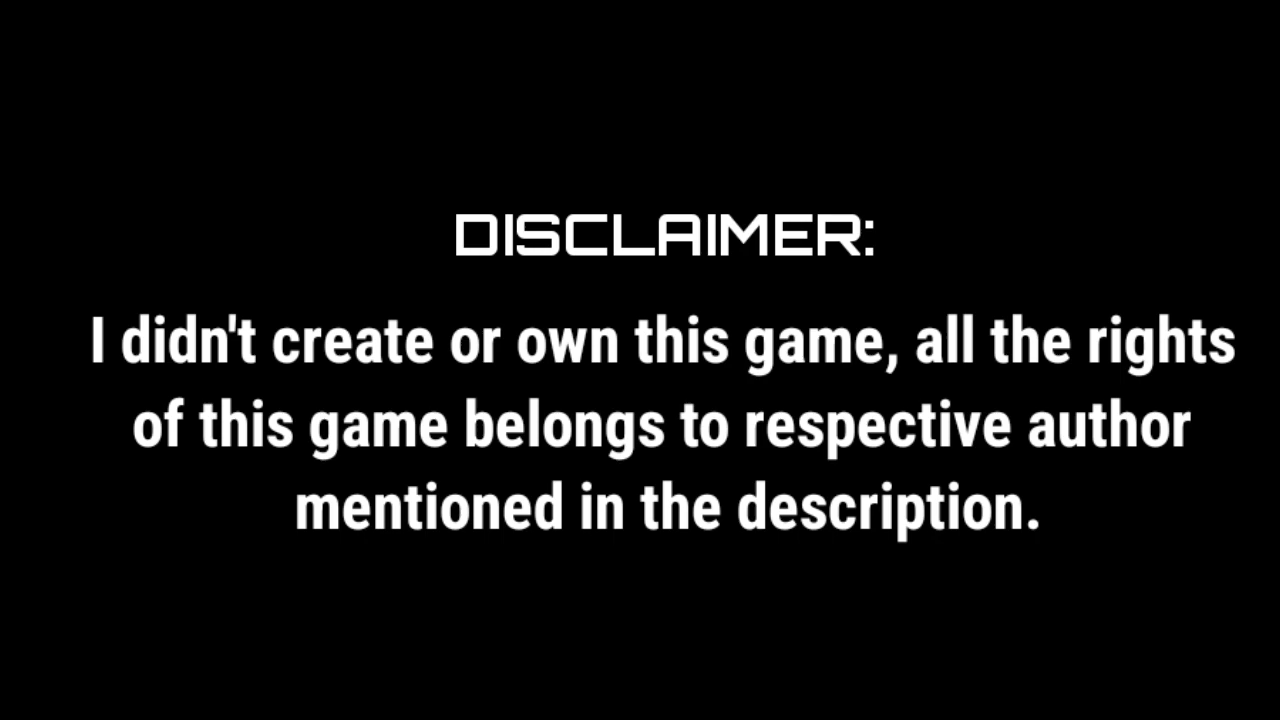 DISCLAIMER:
I didn't create or own this game, all the rights
of this game belongs to respective author
mentioned in the description.